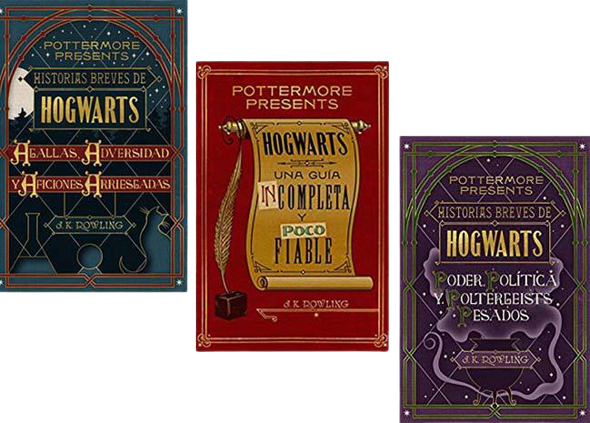 POTTERMORE
PRESENTS
HISTORIAS BREVES DE
HOGWARTS
AGALLAS, ADVERSIDAD
Y AFICIONES ARRIESGADAS
J.K. ROWLING
POTTERMORE
PRESENTS
HOGWARTS
UNA GUÍA
INCOMPLETA
Y
POCO
FIABLE
J.K. ROWLING
POTTERMORE
PRESENTS
HISTORIAS BREVES DE
HOGWARTS
PODER, POLÍTICA
Y POLTERGEISTS
PESADOS
J.K. ROWLING